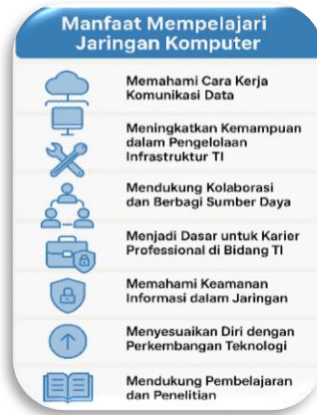 Manfaat Mempelajari
Jaringan Komputer
Memahami Cara Kerja
Komunikasi Data
Meningkatkan Kemampuan
dalam Pengelolaan
Infrastruktur TI
Mendukung Kolaborasi
dan Berbagi Sumber Daya
Menjadi Dasar untuk Karier
Professional di Bidang TI
Memahami Keamanan
Informasi dalam Jaringan
Menyesuaikan Diri dengan
Perkembangan Teknologi
Mendukung Pembelajaran
dan Penelitian